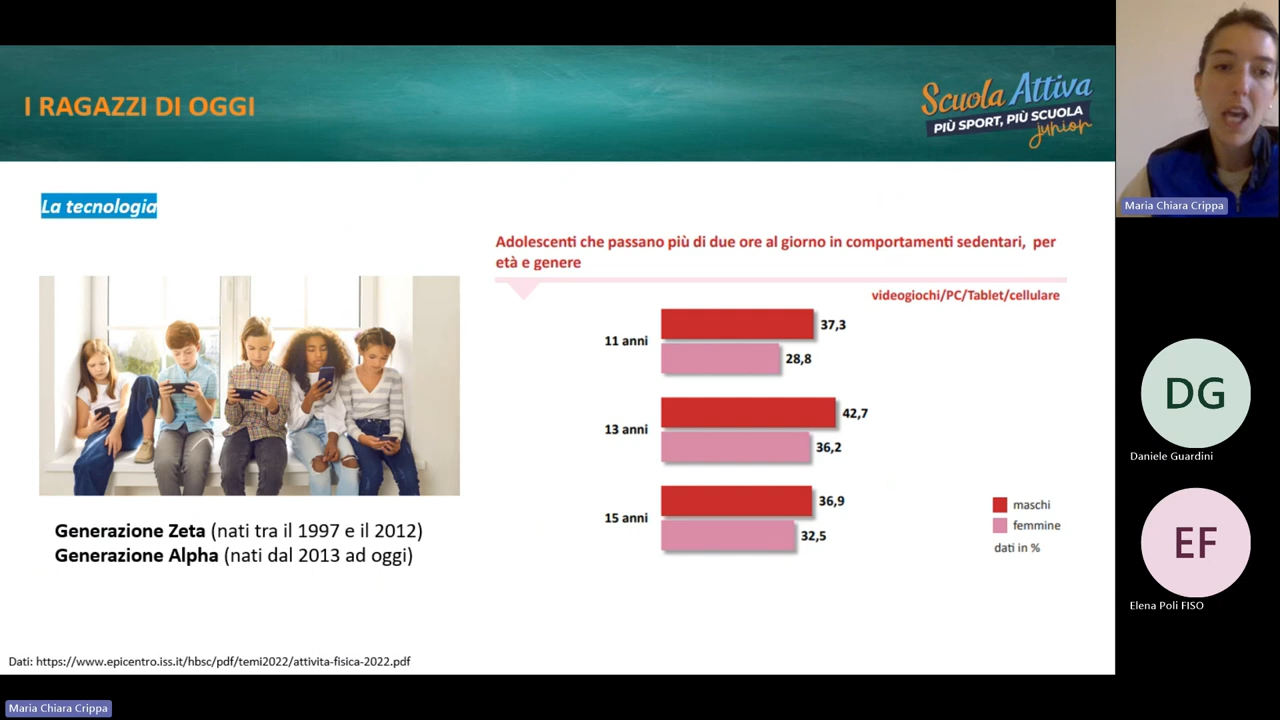 I RAGAZZI DI OGGI
Scuola Attiva
PIÙ SPORT, PIÙ SCUOLA
junior
La tecnologia
Adolescenti che passano più di due ore al giorno in comportamenti sedentari, per
età e genere
videogiochi/PC/Tablet/cellulare
11 anni
37,3
28,8
13 anni
42,7
36,2
15 anni
36,9
32,5
maschi
femmine
dati in %
Generazione Zeta (nati tra il 1997 e il 2012)
Generazione Alpha (nati dal 2013 ad oggi)
Dati: https://www.epicentro.iss.it/hbsc/pdf/temi2022/attivita-fisica-2022.pdf
Maria Chiara Crippa
Maria Chiara Crippa
DG
Daniele Guardini
EF
Elena Poli FISO